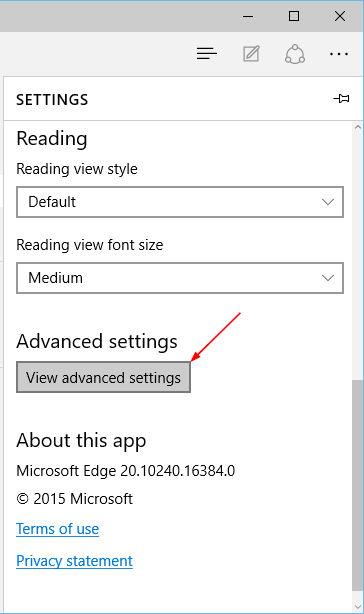 SETTINGS
Reading
Reading view style
Default
Reading view font size
Medium
Advanced settings
View advanced settings
About this app
Microsoft Edge 20.10240.16384.0
© 2015 Microsoft
Terms of use
Privacy statement